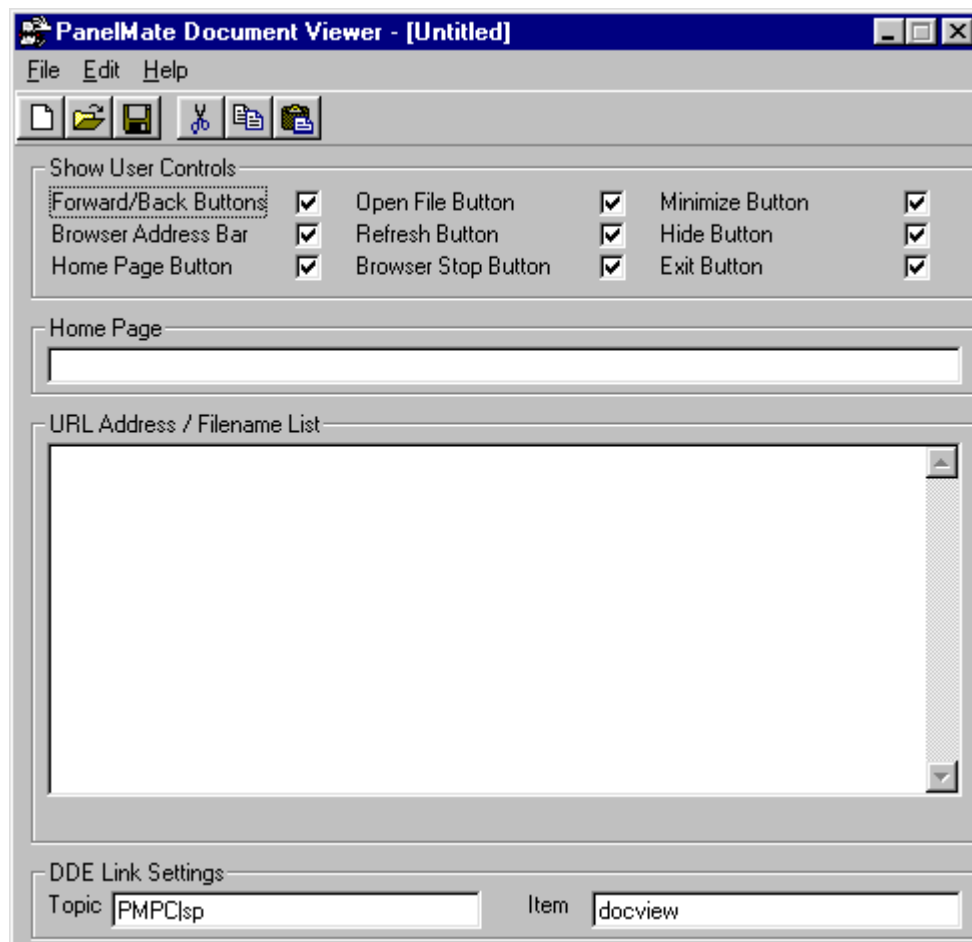 PanelMate Document Viewer - [Untitled]
File Edit Help
Show User Controls
Forward/Back Buttons Open File Button Minimize Button
Browser Address Bar Refresh Button Hide Button
Home Page Button Browser Stop Button Exit Button
Home Page
URL Address / Filename List
DDE Link Settings
Topic PMPC|sp Item docview